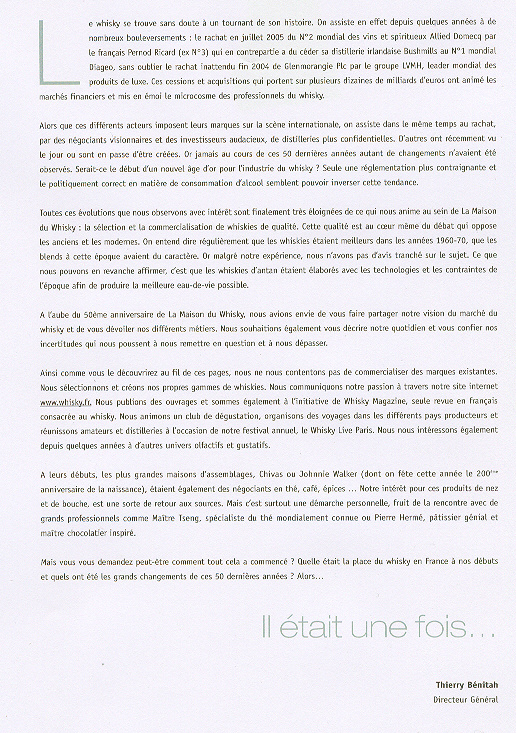 Le whisky se trouve sans doute à un tournant de son histoire. On assiste en effet depuis quelques années à de
nombreux bouleversements : le rachat en juillet 2005 du N°2 mondial des vins et spiritueux Allied Domecq par
le français Pernod Ricard (ex N°3) qui en contrepartie a du céder sa distillerie irlandaise Bushmills au N°1 mondial
Diageo, sans oublier le rachat inattendu fin 2004 de Glenmorangie Plc par le groupe LVMH, leader mondial des
produits de luxe. Ces cessions et acquisitions qui portent sur plusieurs dizaines de milliards d'euros ont animé les
marchés financiers et mis en émoi le microcosme des professionnels du whisky.
Alors que ces différents acteurs imposent leurs marques sur la scène internationale, on assiste dans le même temps au rachat,
par des négociants visionnaires et des investisseurs audacieux, de distilleries plus confidentielles. D'autres ont récemment vu
le jour ou sont en passe d'être créées. Or jamais au cours de ces 50 dernières années autant de changements n'avaient été
observés. Serait-ce le début d'un nouvel âge d'or pour l'industrie du whisky ? Seule une réglementation plus contraignante et
le politiquement correct en matière de consommation d'alcool semblent pouvoir inverser cette tendance.
Toutes ces évolutions que nous observons avec intérêt sont finalement très éloignées de ce qui nous anime au sein de La Maison
du Whisky : la sélection et la commercialisation de whiskies de qualité. Cette qualité est au cœur même du débat qui oppose
les anciens et les modernes. On entend dire régulièrement que les whiskies étaient meilleurs dans les années 1960-70, que les
blends à cette époque avaient du caractère. Or malgré notre expérience, nous n'avons pas d'avis tranché sur le sujet. Ce que
nous pouvons en revanche affirmer, c'est que les whiskies d'antan étaient élaborés avec les technologies et les contraintes de
l'époque afin de produire la meilleure eau-de-vie possible.
A l'aube du 50ème anniversaire de La Maison du Whisky, nous avions envie de vous faire partager notre vision du marché du
whisky et de vous dévoiler nos différents métiers. Nous souhaitions également vous décrire notre quotidien et vous confier nos
incertitudes qui nous poussent à nous remettre en question et à nous dépasser.
Ainsi comme vous le découvrirez au fil de ces pages, nous ne nous contentons pas de commercialiser des marques existantes.
Nous sélectionnons et créons nos propres gammes de whiskies. Nous communiquons notre passion à travers notre site internet
www.whisky.fr. Nous publions des ouvrages et sommes également à l'initiative de Whisky Magazine, seule revue en français
consacrée au whisky. Nous animons un club de dégustation, organisons des voyages dans les différents pays producteurs et
réunissons amateurs et distilleries à l'occasion de notre festival annuel, le Whisky Live Paris. Nous nous intéressons également
depuis quelques années à d'autres univers olfactifs et gustatifs.
A leurs débuts, les plus grandes maisons d'assemblages, Chivas ou Johnnie Walker (dont on fête cette année le 200ème
anniversaire de la naissance), étaient également des négociants en thé, café, épices ... Notre intérêt pour ces produits de nez
et de bouche, est une sorte de retour aux sources. Mais c'est surtout une démarche personnelle, fruit de la rencontre avec de
grands professionnels comme Maître Tseng, spécialiste du thé mondialement connue ou Pierre Hermé, pâtissier génial et
maître chocolatier inspiré.
Mais vous vous demandez peut-être comment tout cela a commencé ? Quelle était la place du whisky en France à nos débuts
et quels ont été les grands changements de ces 50 dernières années ? Alors...
Il était une fois...
Thierry Bénitah
Directeur Général